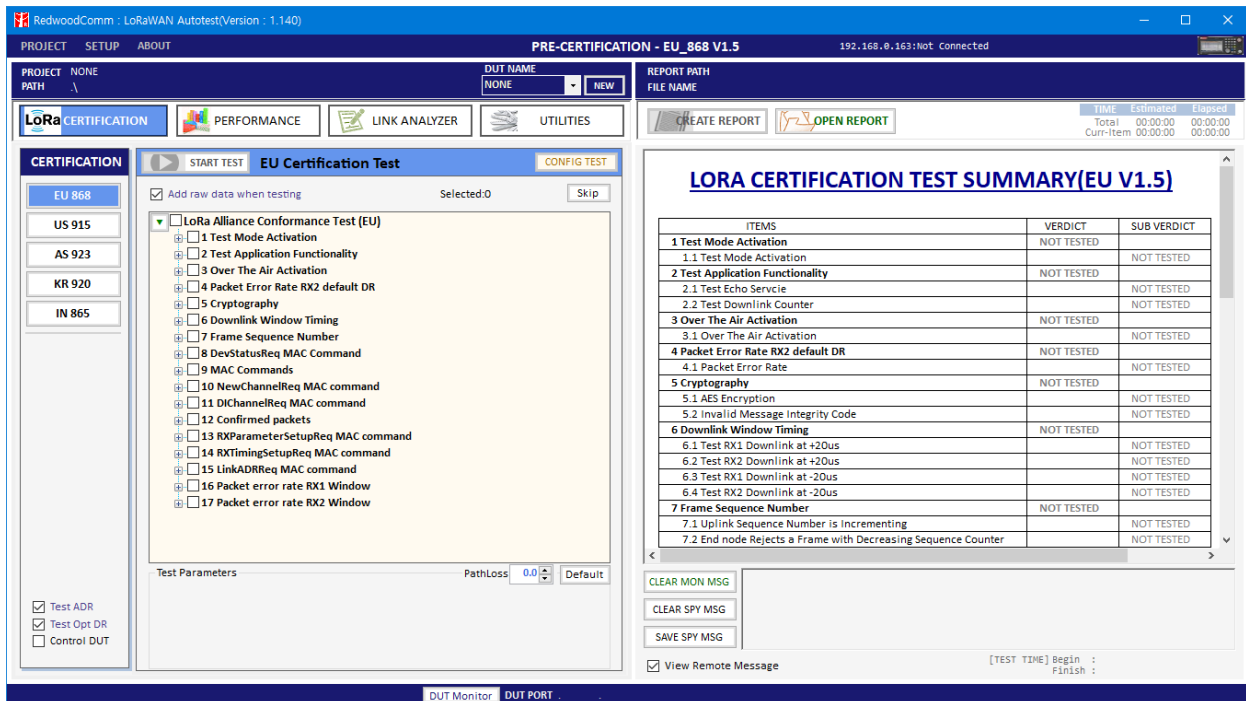 RedwoodComm : LoRaWAN Autotest(Version : 1.140)
PROJECT SETUP ABOUT PRE-CERTIFICATION - EU_868 V1.5 192.168.0.163:Not Connected
PROJECT NONE
PATH .\
DUT NAME
NONE NEW
REPORT PATH
FILE NAME
LoRa CERTIFICATION PERFORMANCE LINK ANALYZER UTILITIES
CREATE REPORT OPEN REPORT
TIME Estimated Elapsed
Total 00:00:00 00:00:00
Curr-Item 00:00:00 00:00:00
CERTIFICATION
EU 868
US 915
AS 923
KR 920
IN 865
Test ADR
Test Opt DR
Control DUT
START TEST EU Certification Test CONFIG TEST
Add raw data when testing Selected:0 Skip
LoRa Alliance Conformance Test (EU)
1 Test Mode Activation
2 Test Application Functionality
3 Over The Air Activation
4 Packet Error Rate RX2 default DR
5 Cryptography
6 Downlink Window Timing
7 Frame Sequence Number
8 DevStatusReq MAC Command
9 MAC Commands
10 NewChannelReq MAC command
11 DIChannelReq MAC command
12 Confirmed packets
13 RXParameterSetupReq MAC command
14 RXTimingSetupReq MAC command
15 LinkADRReq MAC command
16 Packet error rate RX1 Window
17 Packet error rate RX2 Window
Test Parameters PathLoss 0.0 Default
LORA CERTIFICATION TEST SUMMARY(EU V1.5)
ITEMS VERDICT SUB VERDICT
1 Test Mode Activation NOT TESTED
1.1 Test Mode Activation NOT TESTED
2 Test Application Functionality NOT TESTED
2.1 Test Echo Servcie NOT TESTED
2.2 Test Downlink Counter NOT TESTED
3 Over The Air Activation NOT TESTED
3.1 Over The Air Activation NOT TESTED
4 Packet Error Rate RX2 default DR NOT TESTED
4.1 Packet Error Rate NOT TESTED
5 Cryptography NOT TESTED
5.1 AES Encryption NOT TESTED
5.2 Invalid Message Integrity Code NOT TESTED
6 Downlink Window Timing NOT TESTED
6.1 Test RX1 Downlink at +20us NOT TESTED
6.2 Test RX2 Downlink at +20us NOT TESTED
6.3 Test RX1 Downlink at -20us NOT TESTED
6.4 Test RX2 Downlink at -20us NOT TESTED
7 Frame Sequence Number NOT TESTED
7.1 Uplink Sequence Number is Incrementing NOT TESTED
7.2 End node Rejects a Frame with Decreasing Sequence Counter NOT TESTED
CLEAR MON MSG
CLEAR SPY MSG
SAVE SPY MSG
View Remote Message
[TEST TIME] Begin :
Finish :
DUT Monitor DUT PORT . .